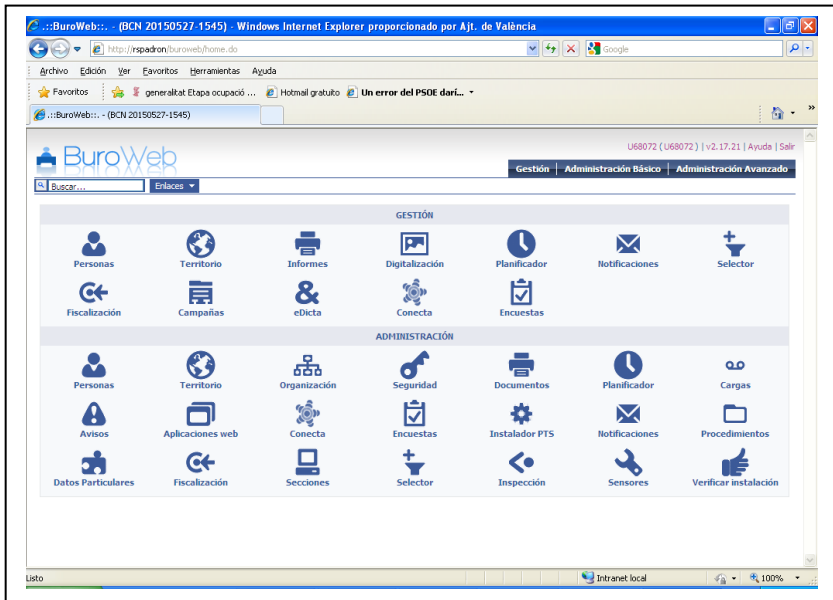 .::BuroWeb::. - (BCN 20150527-1545) - Windows Internet Explorer proporcionado por Ajt. de València
http://rspadron/buroweb/home.do
Google
Archivo Edición Ver Favoritos Herramientas Ayuda
Favoritos generalitat Etapa ocupació ... Hotmail gratuito Un error del PSOE darí...
.::BuroWeb::. - (BCN 20150527-1545)
U68072 ( U68072 ) | v2.17.21 | Ayuda | Salir
BuroWeb
Gestión | Administración Básico | Administración Avanzado
Buscar... Enlaces
GESTIÓN
Personas Territorio Informes Digitalización Planificador Notificaciones Selector
Fiscalización Campañas eDicta Conecta Encuestas
ADMINISTRACIÓN
Personas Territorio Organización Seguridad Documentos Planificador Cargas
Avisos Aplicaciones web Conecta Encuestas Instalador PTS Notificaciones Procedimientos
Datos Particulares Fiscalización Secciones Selector Inspección Sensores Verificar instalación
Listo Intranet local 100%